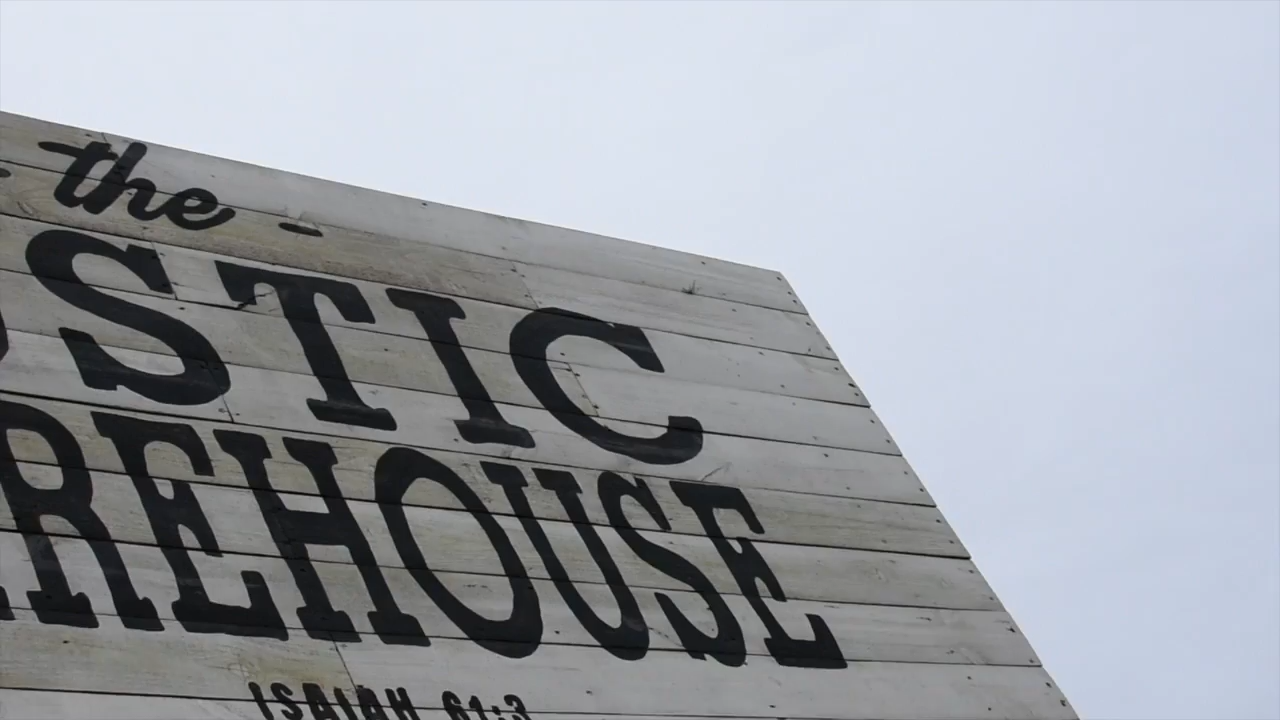 - the -
STIC
REHOUSE
ISAIAH 61:3